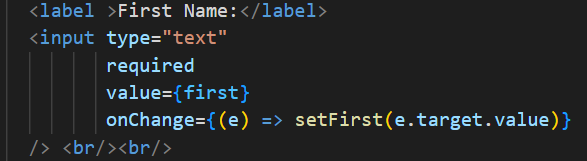 <label >First Name:</label>
<input type="text"
required
value={first}
onChange={(e) => setFirst(e.target.value)}
/> <br/><br/>